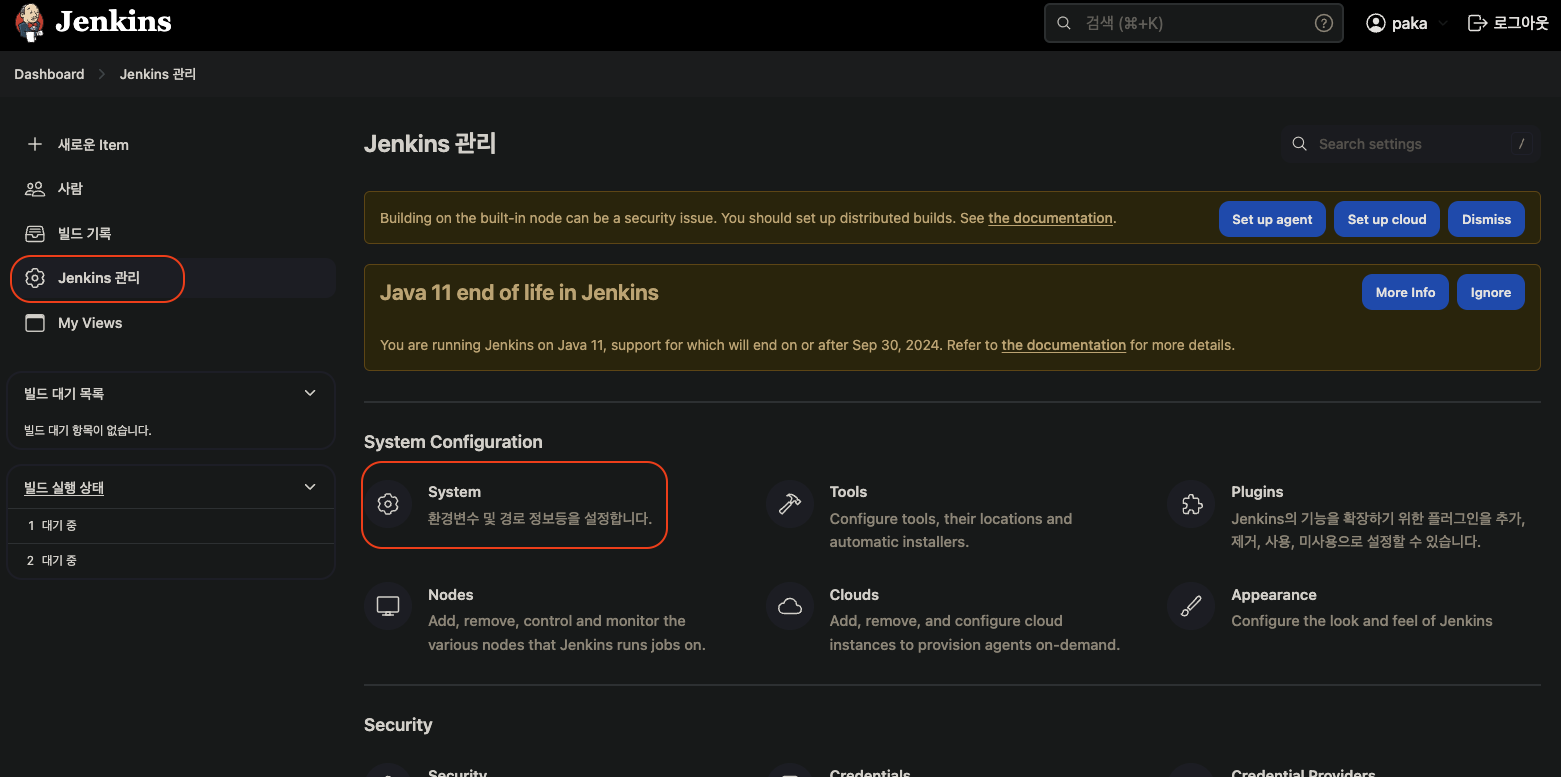 Jenkins
검색 (⌘+K)
paka
로그아웃
Dashboard
Jenkins 관리
새로운 Item
사람
빌드 기록
Jenkins 관리
My Views
빌드 대기 목록
빌드 대기 항목이 없습니다.
빌드 실행 상태
1 대기 중
2 대기 중
Jenkins 관리
Search settings /
Building on the built-in node can be a security issue. You should set up distributed builds. See the documentation.
Set up agent
Set up cloud
Dismiss
Java 11 end of life in Jenkins
More Info
Ignore
You are running Jenkins on Java 11, support for which will end on or after Sep 30, 2024. Refer to the documentation for more details.
System Configuration
System
환경변수 및 경로 정보등을 설정합니다.
Tools
Configure tools, their locations and
automatic installers.
Plugins
Jenkins의 기능을 확장하기 위한 플러그인을 추가,
제거, 사용, 미사용으로 설정할 수 있습니다.
Nodes
Add, remove, control and monitor the
various nodes that Jenkins runs jobs on.
Clouds
Add, remove, and configure cloud
instances to provision agents on-demand.
Appearance
Configure the look and feel of Jenkins
Security
Security
Credentials
Credential Providers